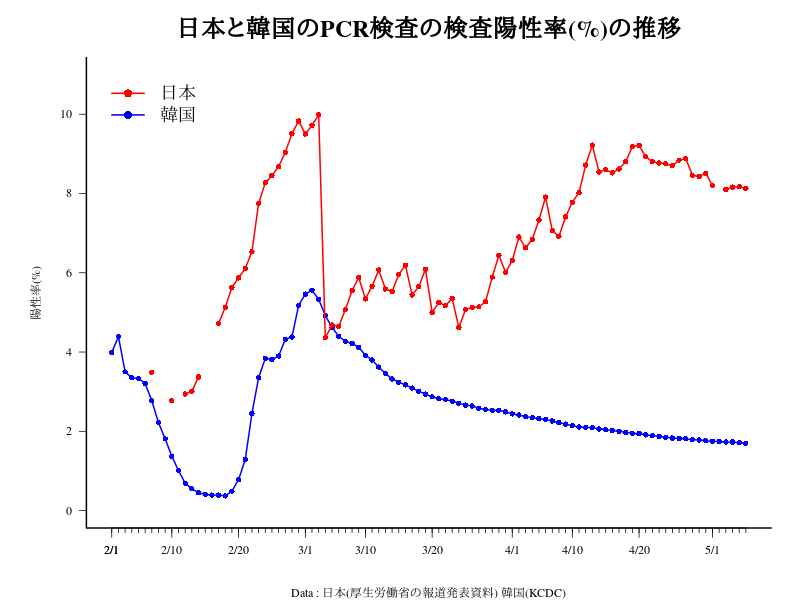 日本と韓国のPCR検査の検査陽性率(%)の推移
日本
韓国
陽性率(%)
10
8
6
4
2
0
2/1 2/10 2/20 3/1 3/10 3/20 4/1 4/10 4/20 5/1
Data : 日本(厚生労働省の報道発表資料) 韓国(KCDC)